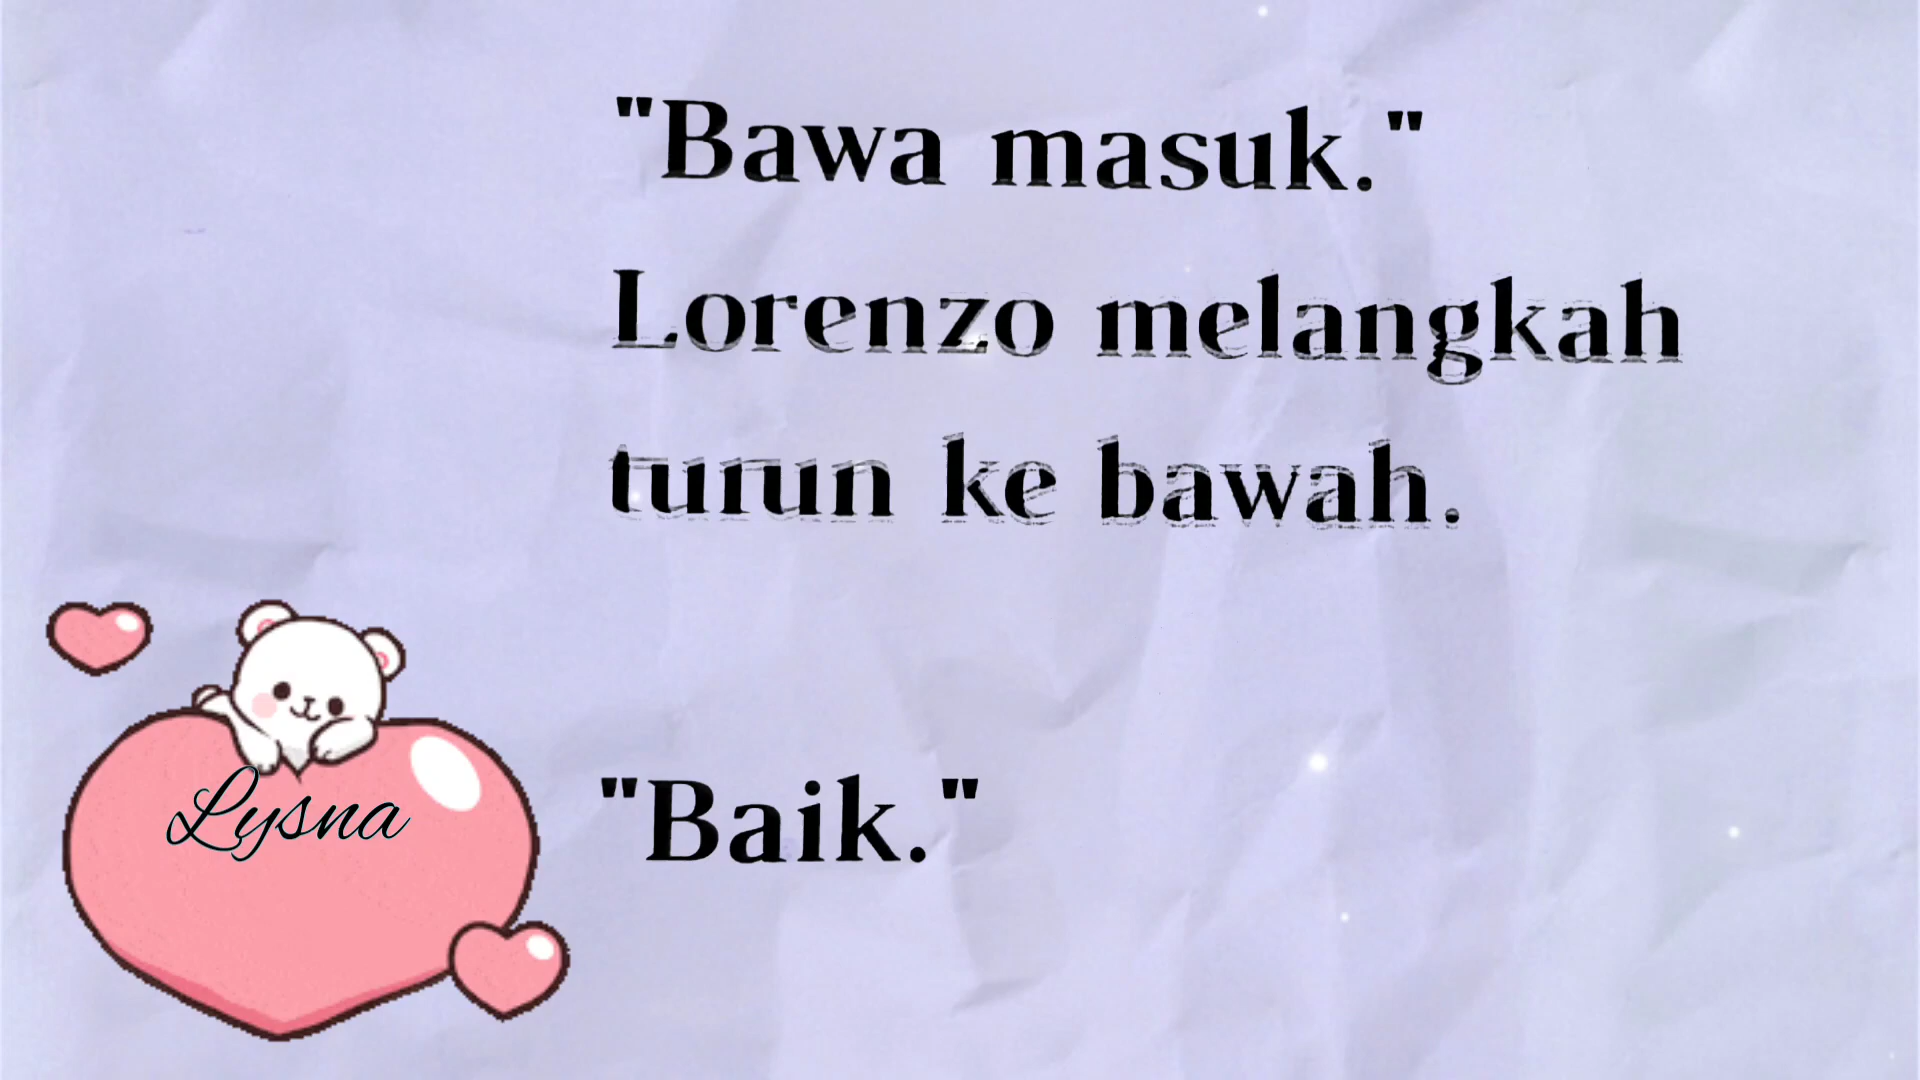 "Bawa masuk."
Lorenzo melangkah
turun ke bawah.
"Baik."
Lysna